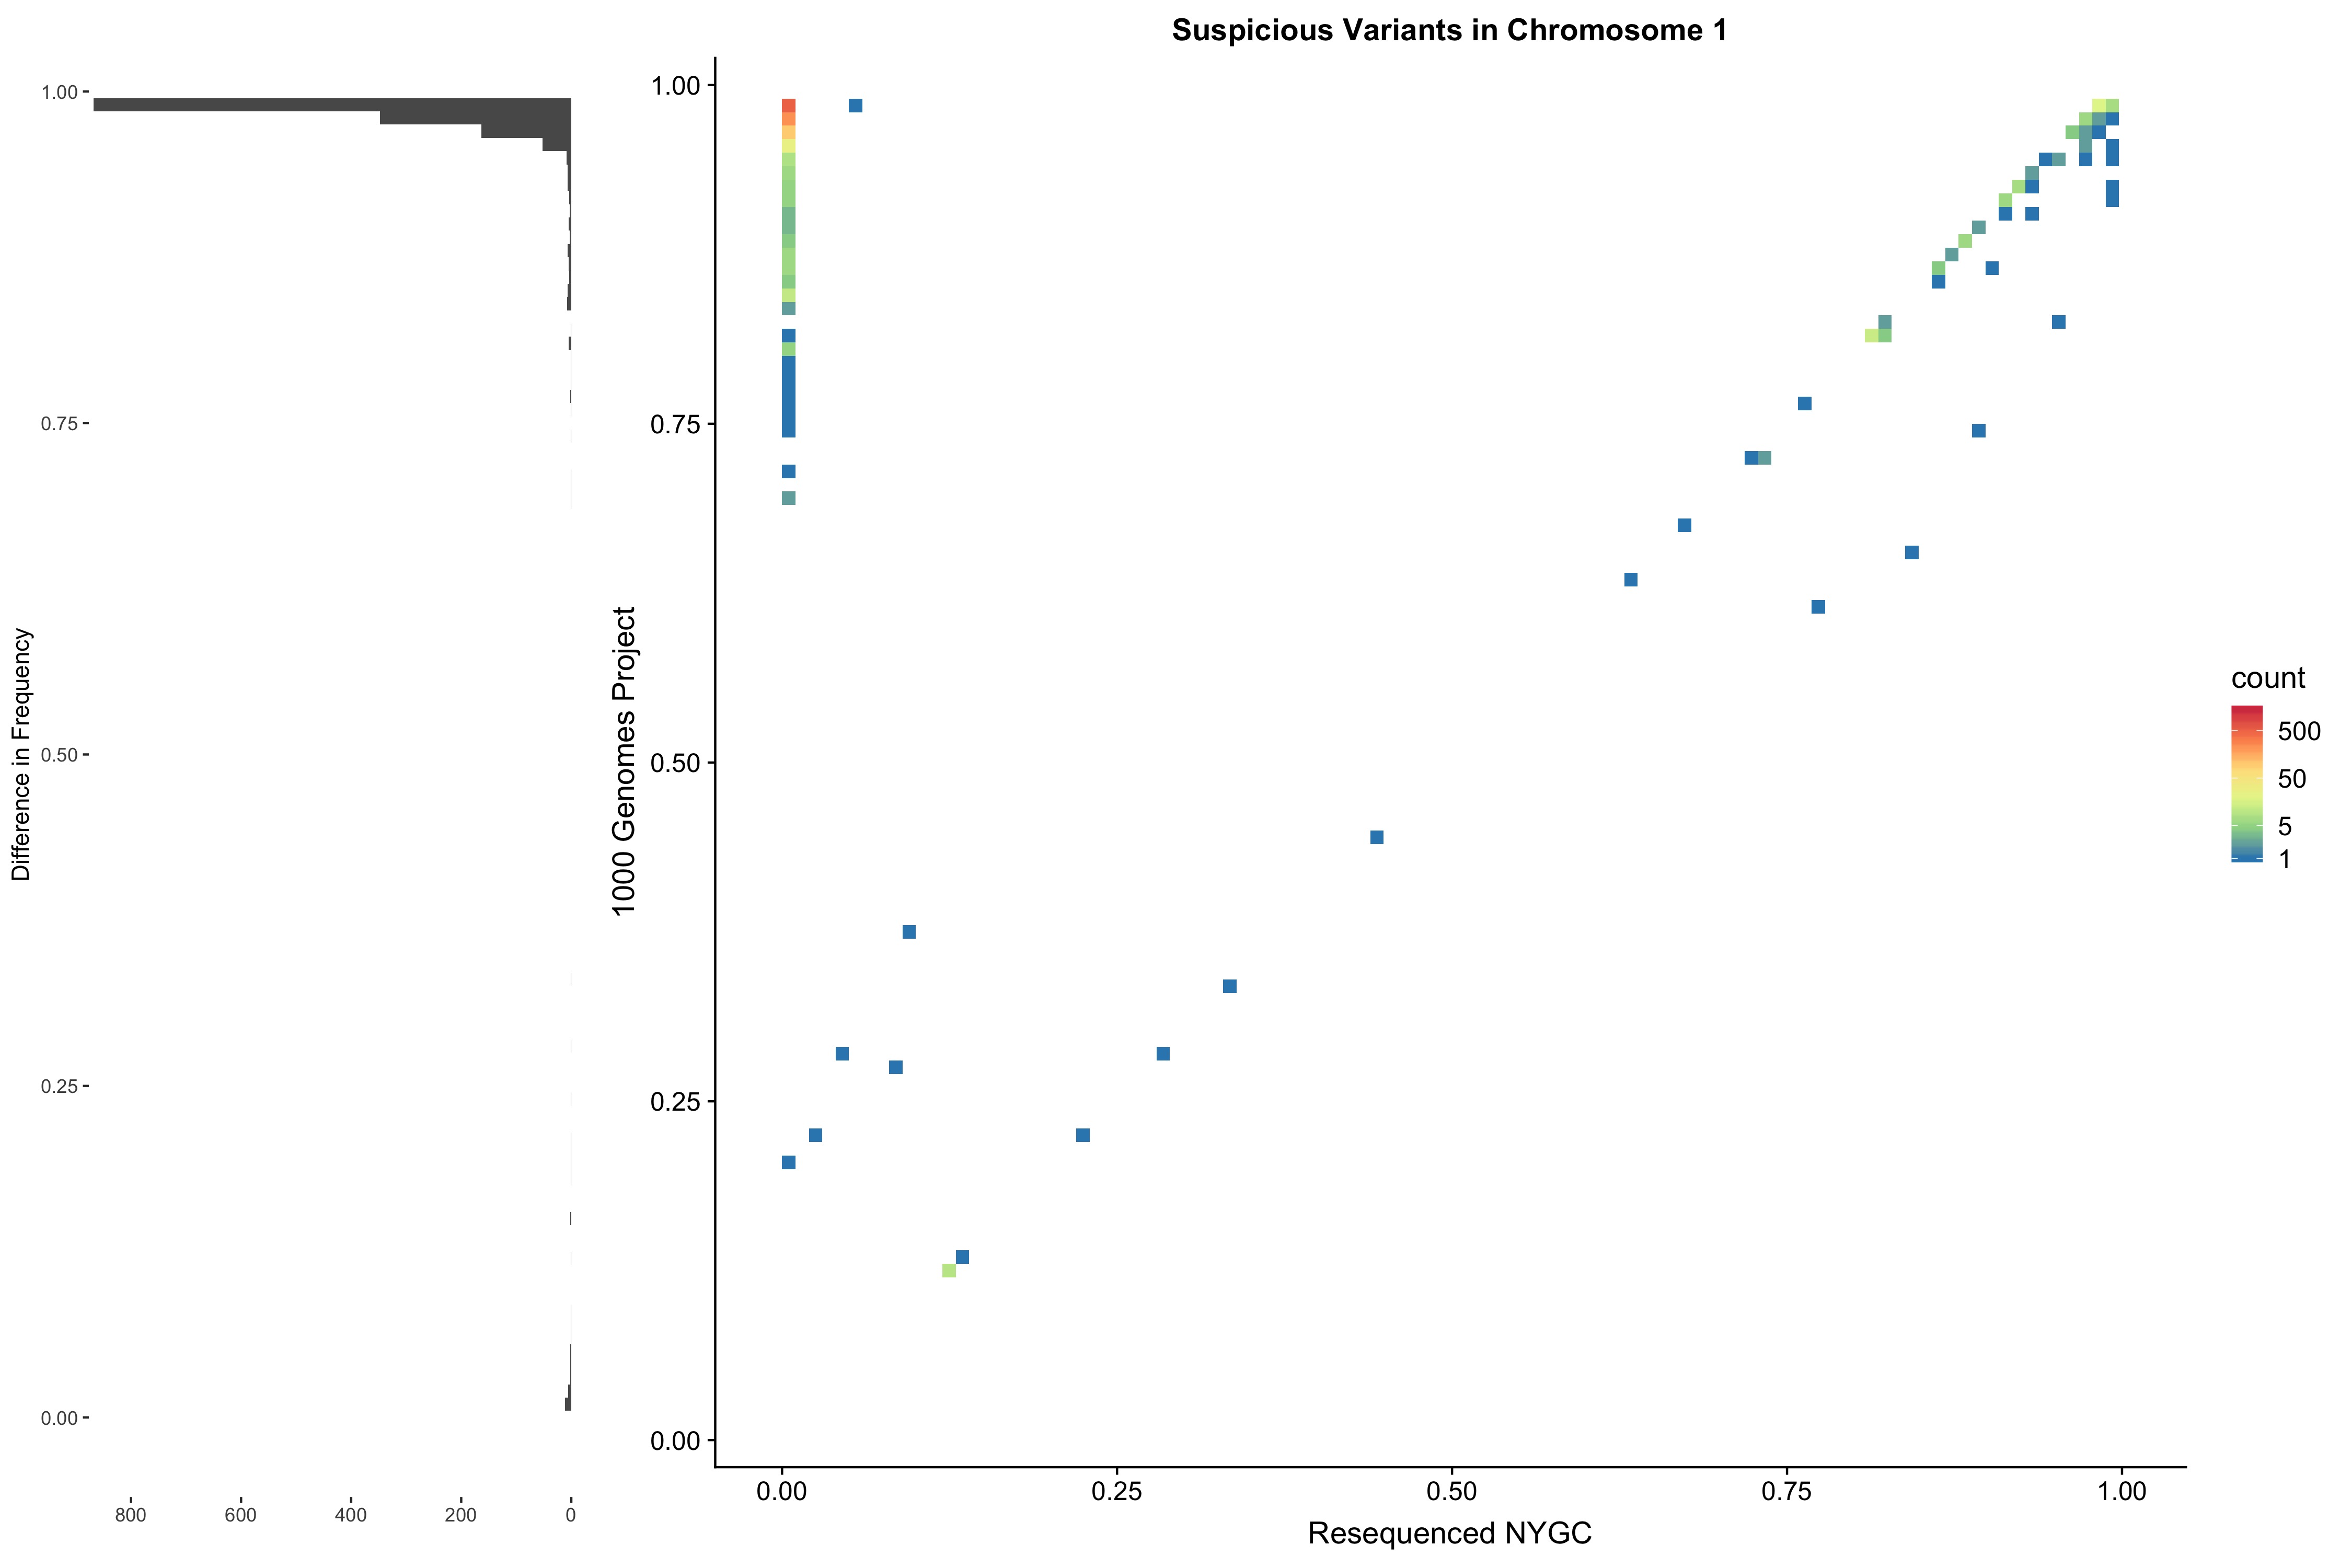 Suspicious Variants in Chromosome 1
Difference in Frequency
1.00
0.75
0.50
0.25
0.00
800 600 400 200 0
1000 Genomes Project
1.00
0.75
0.50
0.25
0.00
0.00 0.25 0.50 0.75 1.00
Resequenced NYGC
count
500
50
5
1